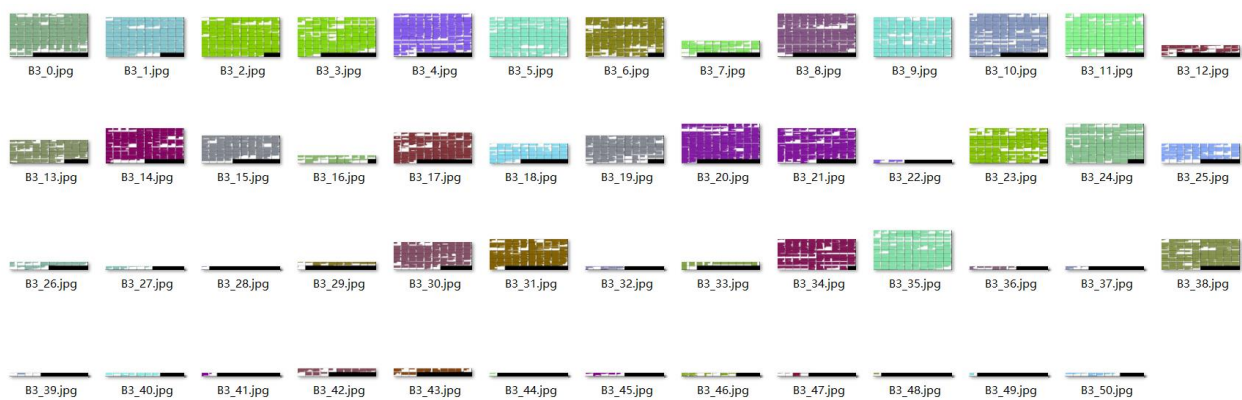 B3_0.jpg B3_1.jpg B3_2.jpg B3_3.jpg B3_4.jpg B3_5.jpg B3_6.jpg B3_7.jpg B3_8.jpg B3_9.jpg B3_10.jpg B3_11.jpg B3_12.jpg
B3_13.jpg B3_14.jpg B3_15.jpg B3_16.jpg B3_17.jpg B3_18.jpg B3_19.jpg B3_20.jpg B3_21.jpg B3_22.jpg B3_23.jpg B3_24.jpg B3_25.jpg
B3_26.jpg B3_27.jpg B3_28.jpg B3_29.jpg B3_30.jpg B3_31.jpg B3_32.jpg B3_33.jpg B3_34.jpg B3_35.jpg B3_36.jpg B3_37.jpg B3_38.jpg
B3_39.jpg B3_40.jpg B3_41.jpg B3_42.jpg B3_43.jpg B3_44.jpg B3_45.jpg B3_46.jpg B3_47.jpg B3_48.jpg B3_49.jpg B3_50.jpg